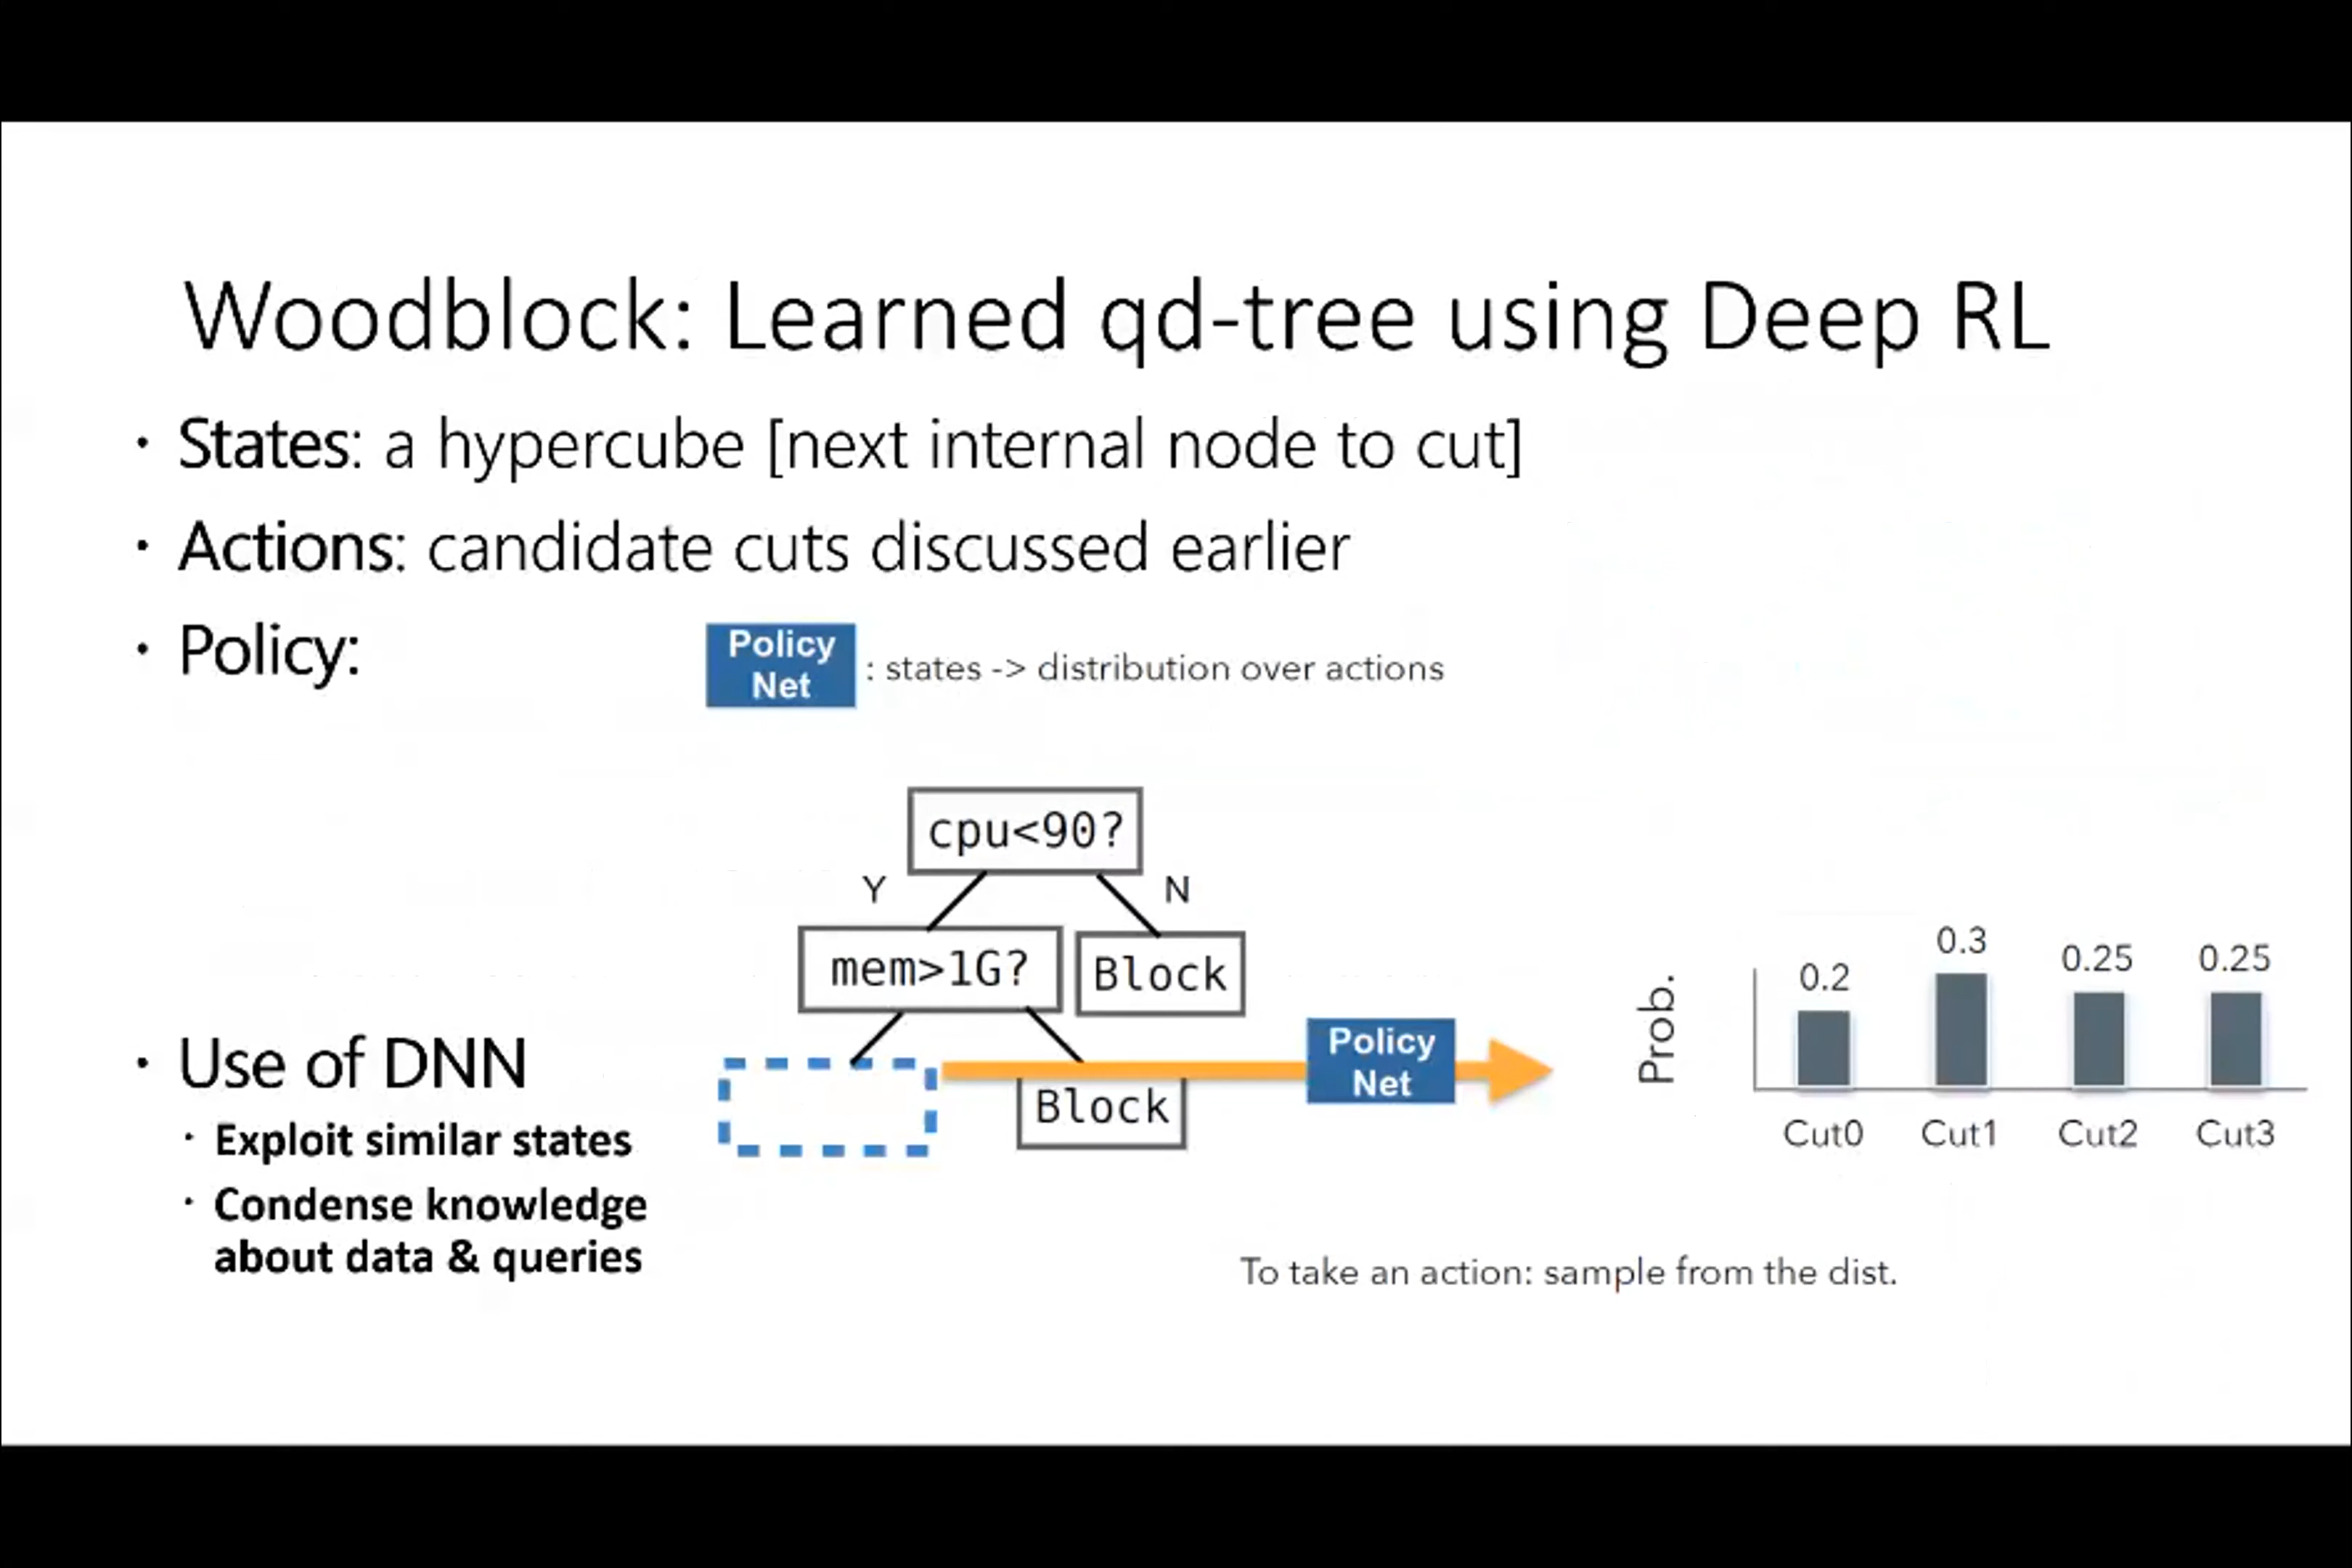 Woodblock: Learned qd-tree using Deep RL
• States: a hypercube [next internal node to cut]
• Actions: candidate cuts discussed earlier
• Policy:
Policy
Net
: states -> distribution over actions
cpu<90?
Y
N
mem>1G?
Block
Block
Policy
Net
Prob.
0.2
0.3
0.25
0.25
Cut0
Cut1
Cut2
Cut3
• Use of DNN
• Exploit similar states
• Condense knowledge
about data & queries
To take an action: sample from the dist.